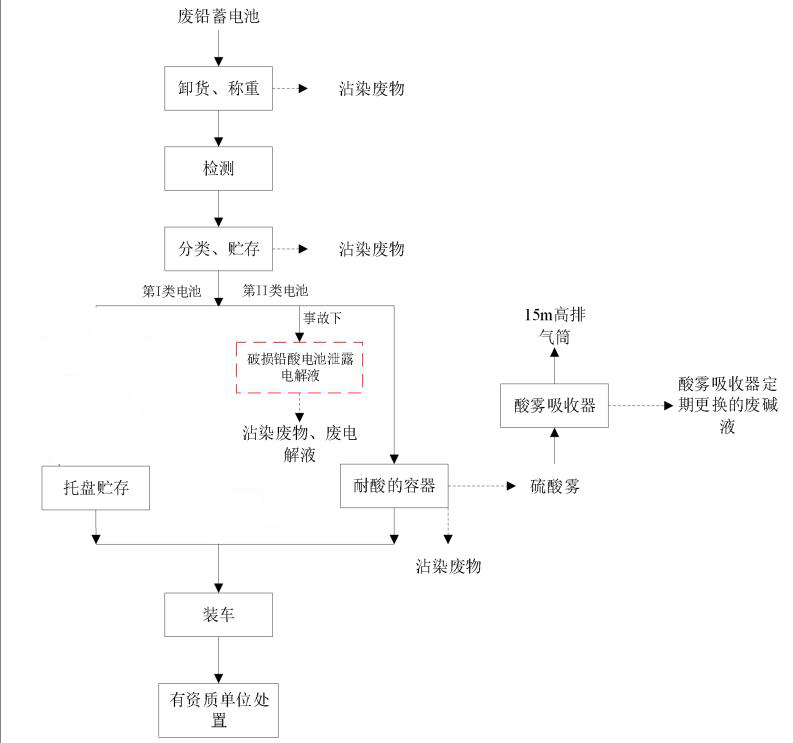 废铅蓄电池
卸货、称重
沾染废物
检测
分类、贮存
沾染废物
第I类电池
第II类电池
事故下
破损铅酸电池泄露
电解液
沾染废物、废电
解液
15m高排
气筒
酸雾吸收器
酸雾吸收器定
期更换的废碱
液
托盘贮存
耐酸的容器
硫酸雾
沾染废物
装车
有资质单位处
置